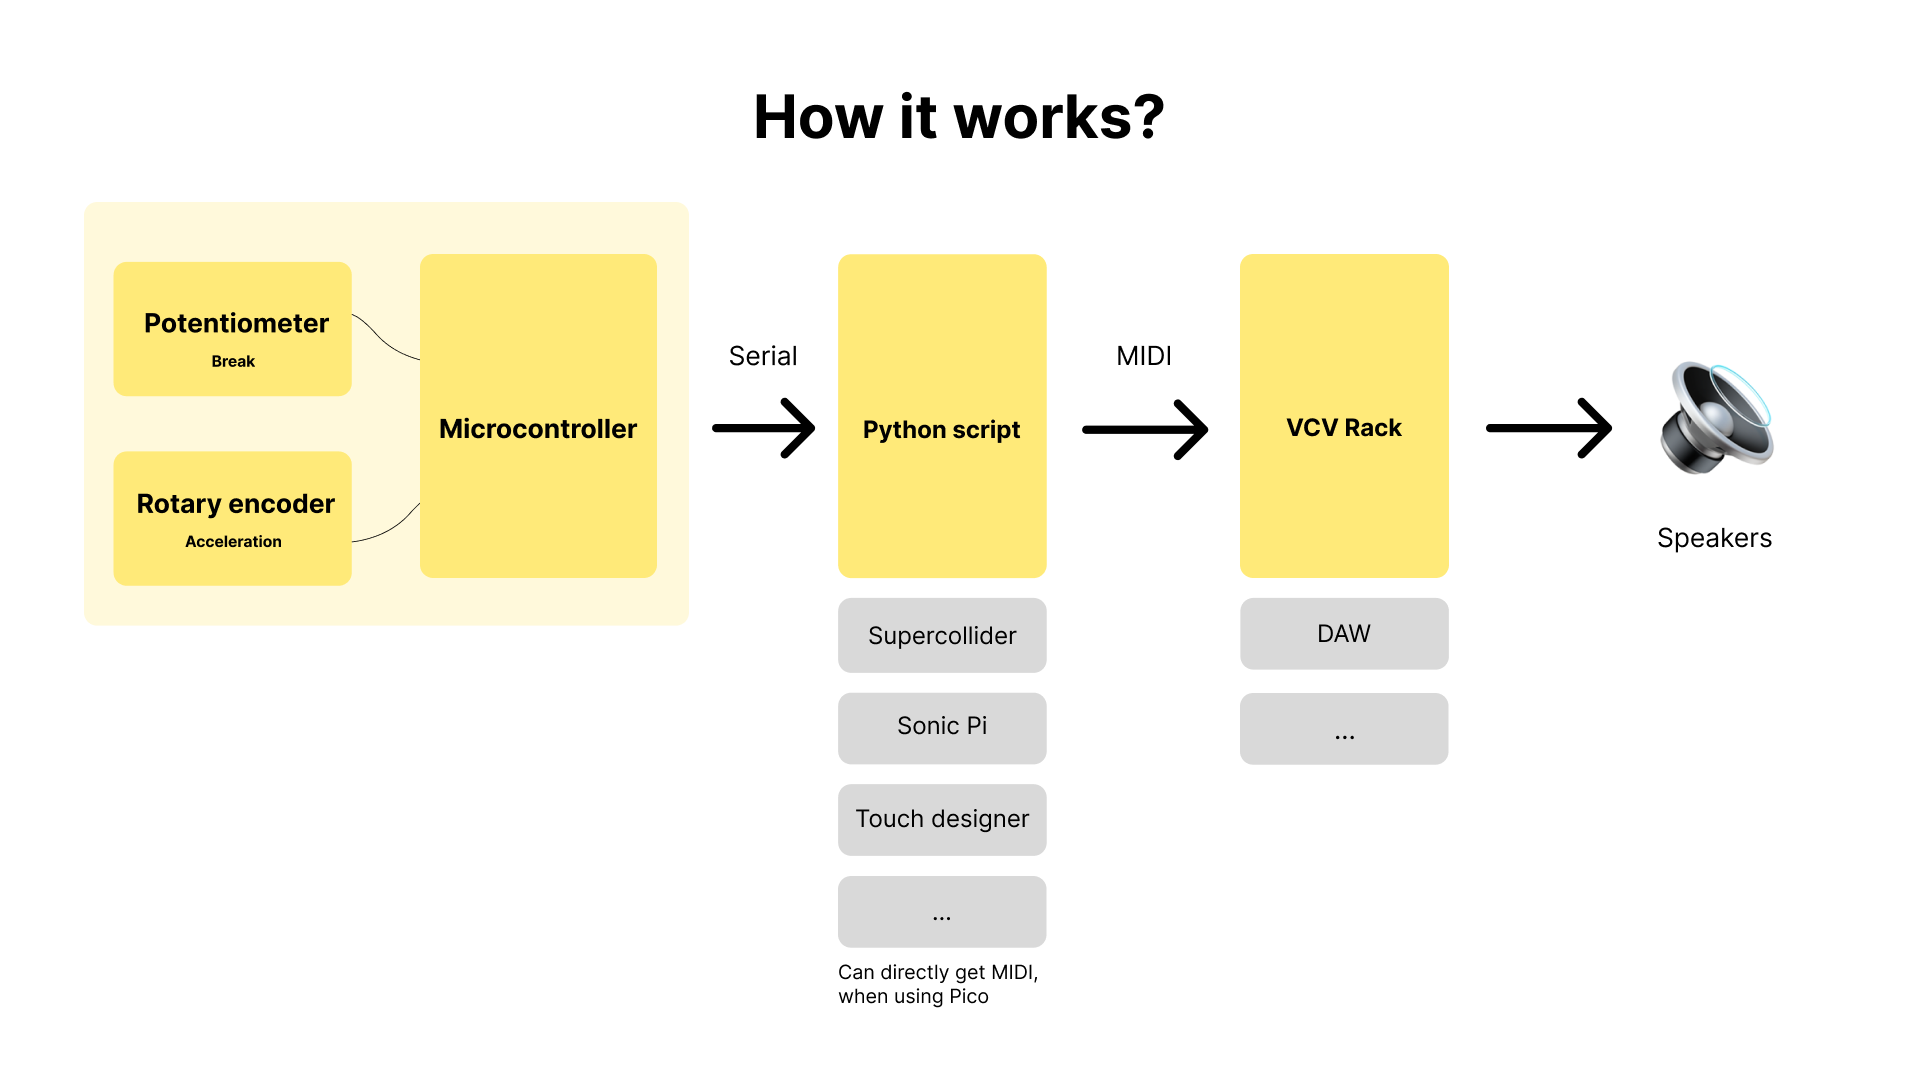 How it works?
Potentiometer
Break
Rotary encoder
Acceleration
Microcontroller
Serial
Python script
Supercollider
Sonic Pi
Touch designer
...
Can directly get MIDI,
when using Pico
MIDI
VCV Rack
DAW
...
Speakers